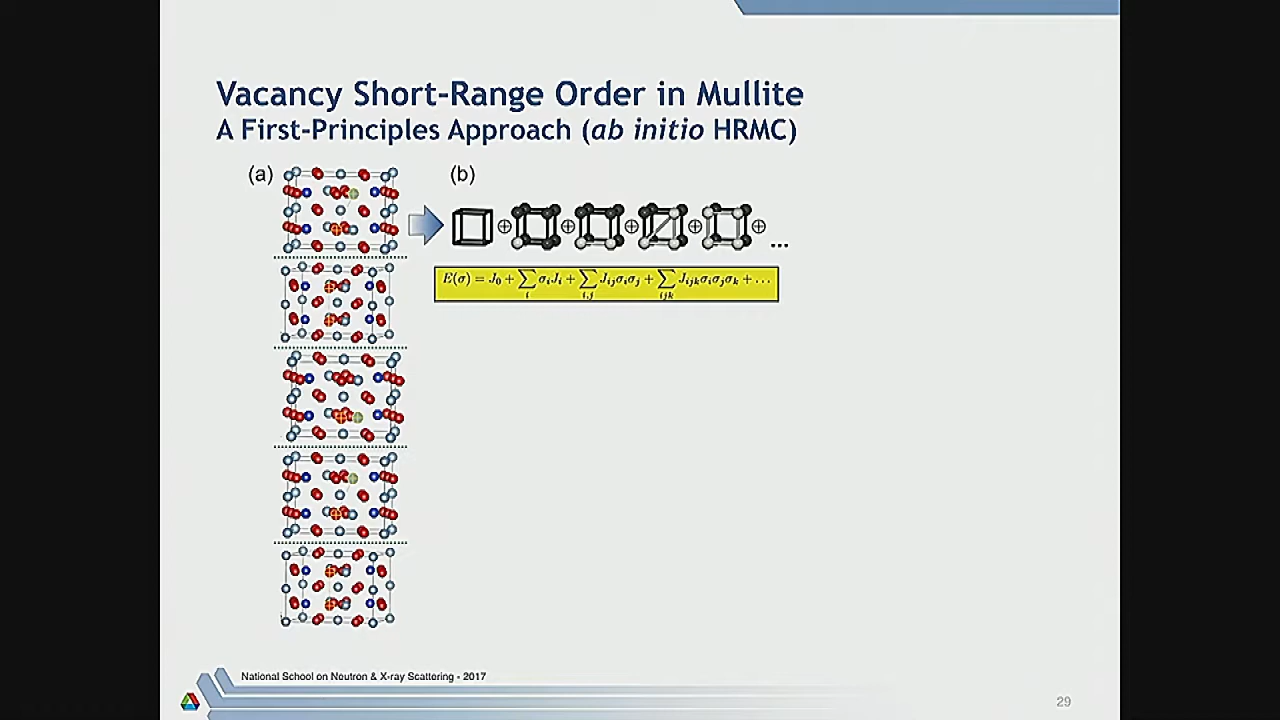 Vacancy Short-Range Order in Mullite
A First-Principles Approach (ab initio HRMC)
(a)
(b)
...
E(σ) = J₀ + ∑ᵢ σᵢJᵢ + ∑ᵢ,ⱼ Jᵢⱼσᵢσⱼ + ∑ᵢⱼₖ Jᵢⱼₖσᵢσⱼσₖ + ...
National School on Neutron & X-ray Scattering - 2017
29